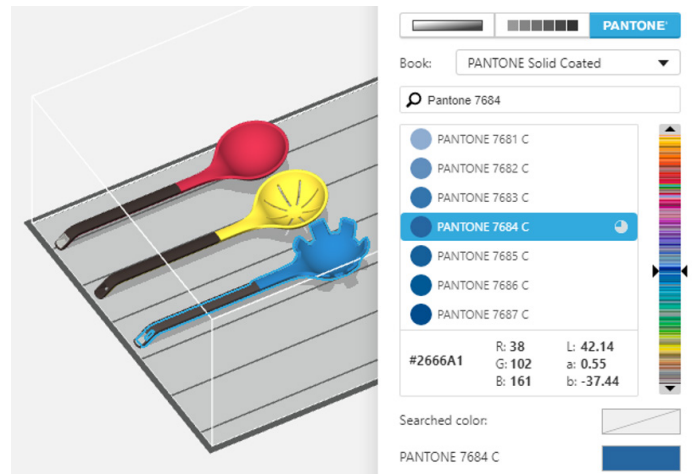 PANTONE®
Book:
PANTONE Solid Coated
Pantone 7684
PANTONE 7681 C
PANTONE 7682 C
PANTONE 7683 C
PANTONE 7684 C
PANTONE 7685 C
PANTONE 7686 C
PANTONE 7687 C
#2666A1
R: 38
L: 42.14
G: 102
a: 0.55
B: 161
b: -37.44
Searched color:
PANTONE 7684 C